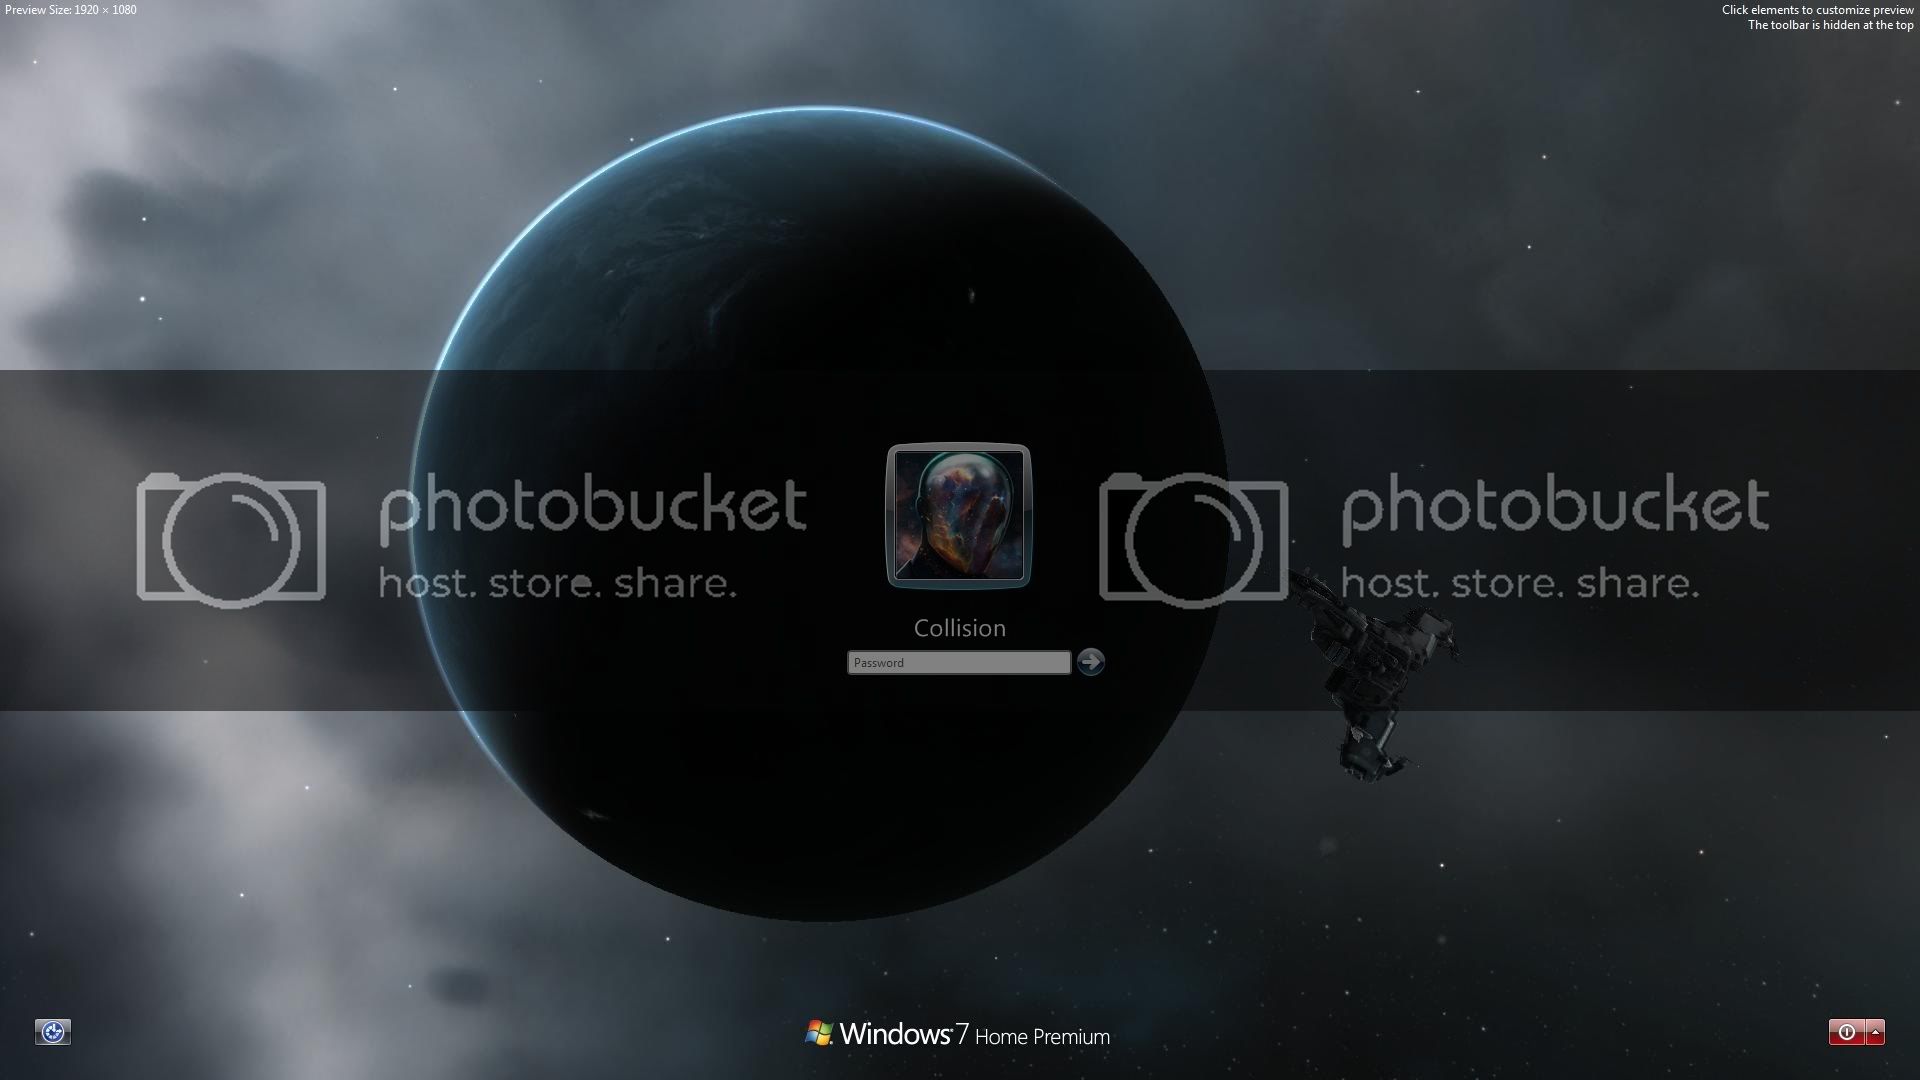 Preview Size: 1920 × 1080
Click elements to customize preview
The toolbar is hidden at the top
photobucket
host. store. share.
photobucket
host. store. share.
Collision
Password
Windows 7 Home Premium